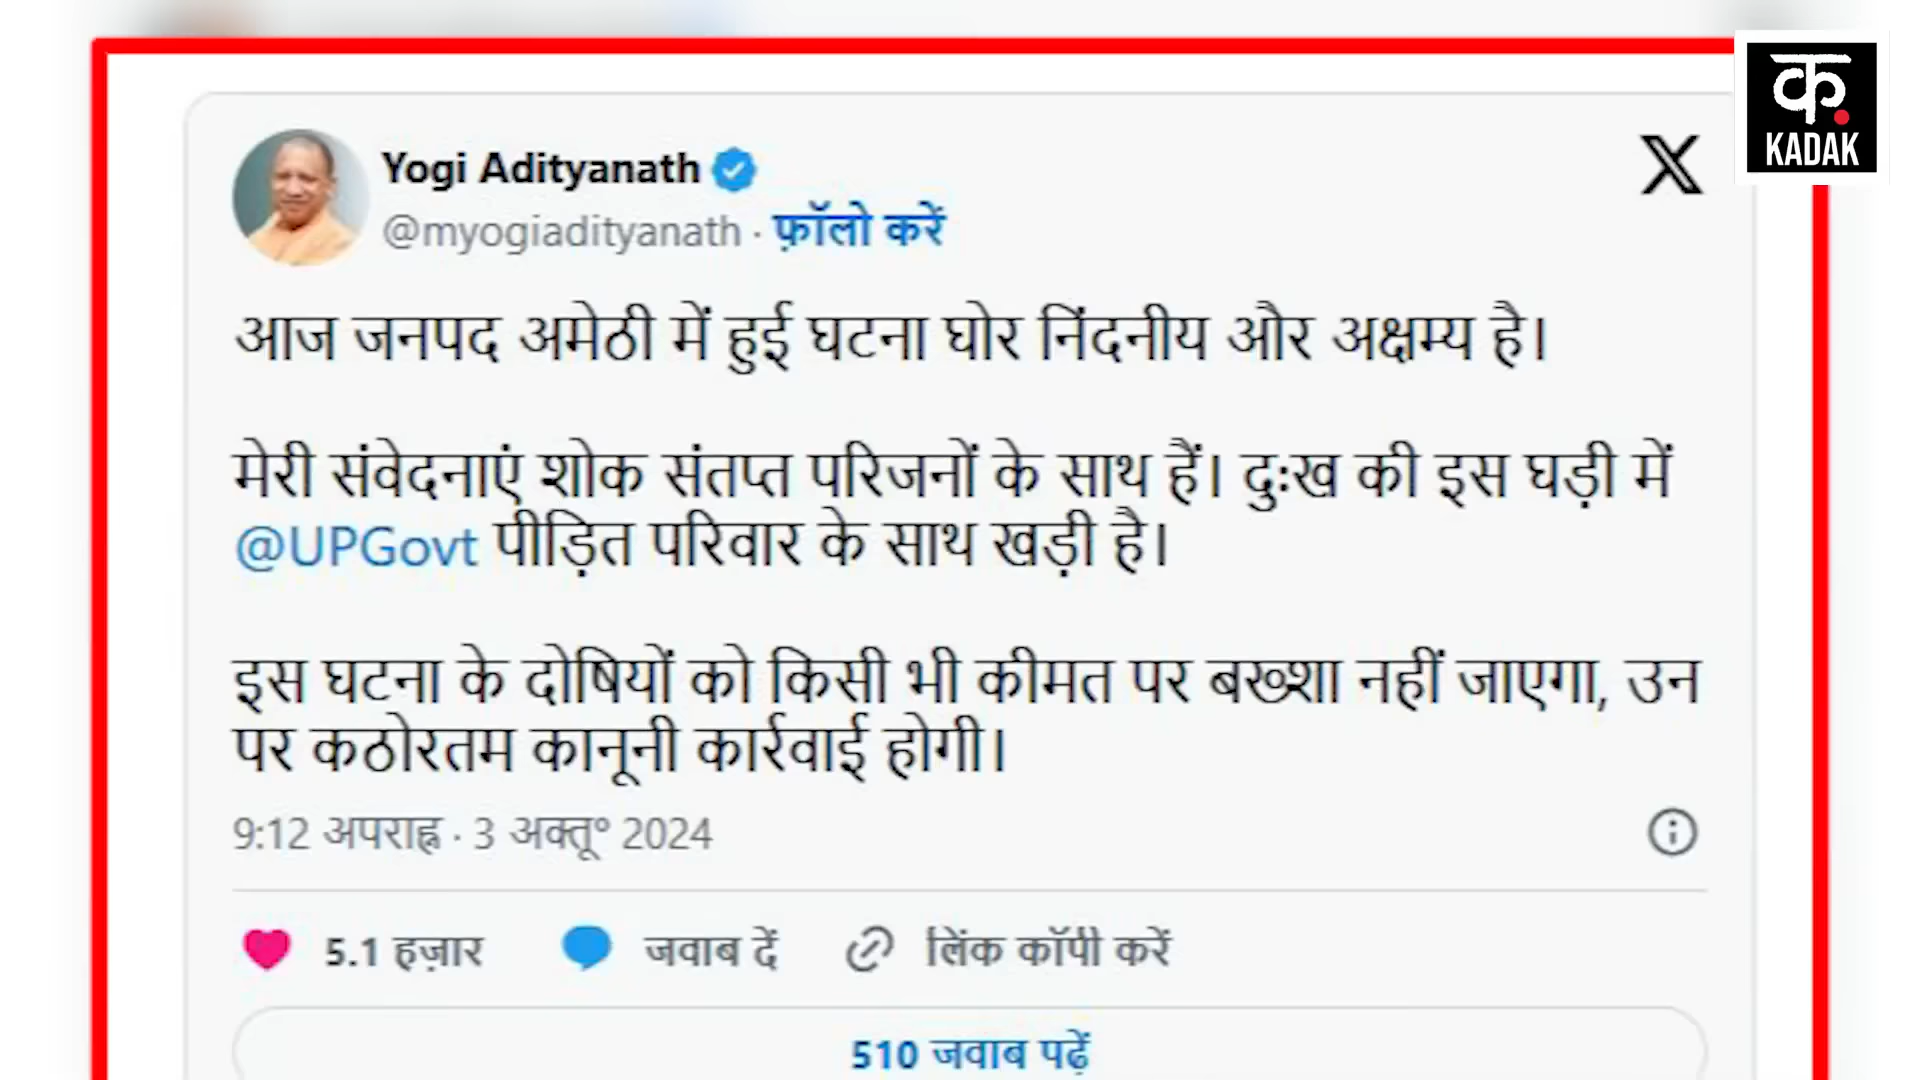 क
KADAK
Yogi Adityanath
@myogiadityanath · फ़ॉलो करें
आज जनपद अमेठी में हुई घटना घोर निंदनीय और अक्षम्य है।
मेरी संवेदनाएं शोक संतप्त परिजनों के साथ हैं। दुःख की इस घड़ी में
@UPGovt पीड़ित परिवार के साथ खड़ी है।
इस घटना के दोषियों को किसी भी कीमत पर बख्शा नहीं जाएगा, उन
पर कठोरतम कानूनी कार्रवाई होगी।
9:12 अपराह्न · 3 अक्तू॰ 2024
5.1 हज़ार जवाब दें लिंक कॉपी करें
510 जवाब पढ़ें